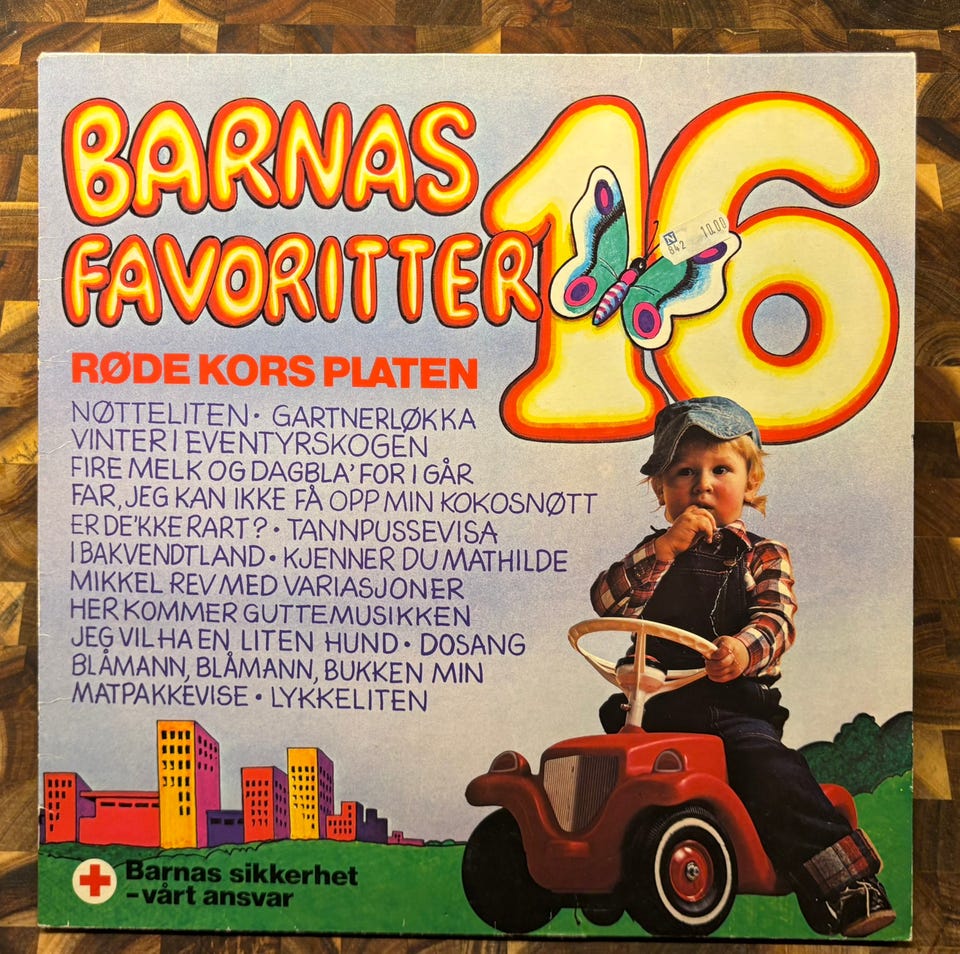 BARNAS
FAVORITTER
16
N 10.00
842
RØDE KORS PLATEN
NØTTELITEN • GARTNERLØKKA
VINTER I EVENTYRSKOGEN
FIRE MELK OG DAGBLA' FOR I GÅR
FAR, JEG KAN IKKE FÅ OPP MIN KOKOSNØTT
ER DE'KKE RART? • TANNPUSSEVISA
I BAKVENDTLAND • KJENNER DU MATHILDE
MIKKEL REV MED VARIASJONER
HER KOMMER GUTTEMUSIKKEN
JEG VIL HA EN LITEN HUND • DOSANG
BLÅMANN, BLÅMANN, BUKKEN MIN
MATPAKKEVISE • LYKKELITEN
Barnas sikkerhet
– vårt ansvar